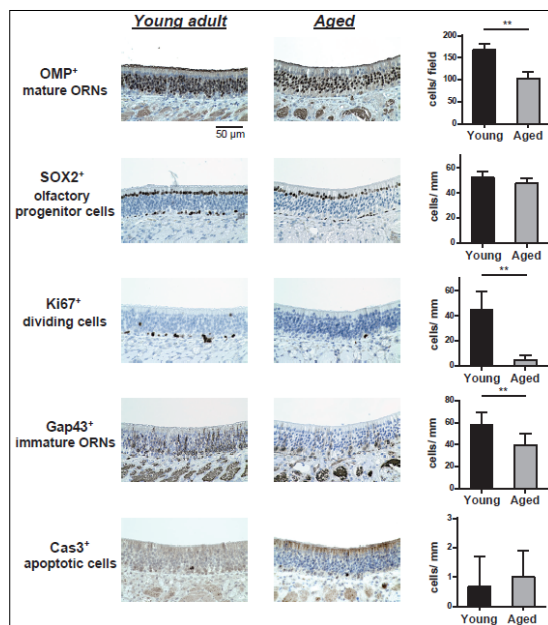 Young adult
Aged
OMP+
mature ORNs
50 µm
cells/ field
200
150
100
50
0
**
Young Aged
SOX2+
olfactory
progenitor cells
cells/ mm
60
40
20
0
Young Aged
Ki67+
dividing cells
cells/ mm
60
40
20
0
**
Young Aged
Gap43+
immature ORNs
cells/ mm
80
60
40
20
0
**
Young Aged
Cas3+
apoptotic cells
cells/ mm
3
2
1
0
Young Aged